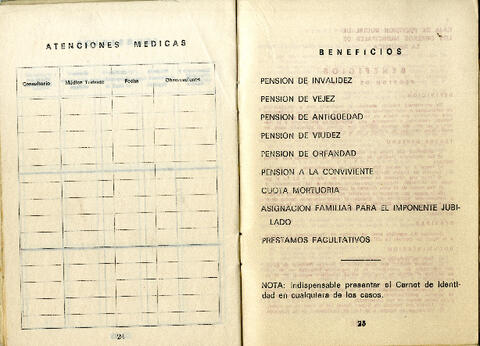 ATENCIONES MEDICAS
Consultorio Médico Tratante Fecha Observaciones
24
BENEFICIOS
PENSION DE INVALIDEZ
PENSION DE VEJEZ
PENSION DE ANTIGUEDAD
PENSION DE VIUDEZ
PENSION DE ORFANDAD
PENSION A LA CONVIVIENTE
CUOTA MORTUORIA
ASIGNACION FAMILIAR PARA EL IMPONENTE JUBI-
LADO
PRESTAMOS FACULTATIVOS
NOTA: Indispensable presentar el Carnet de Identi-
dad en cualquiera de los casos.
25